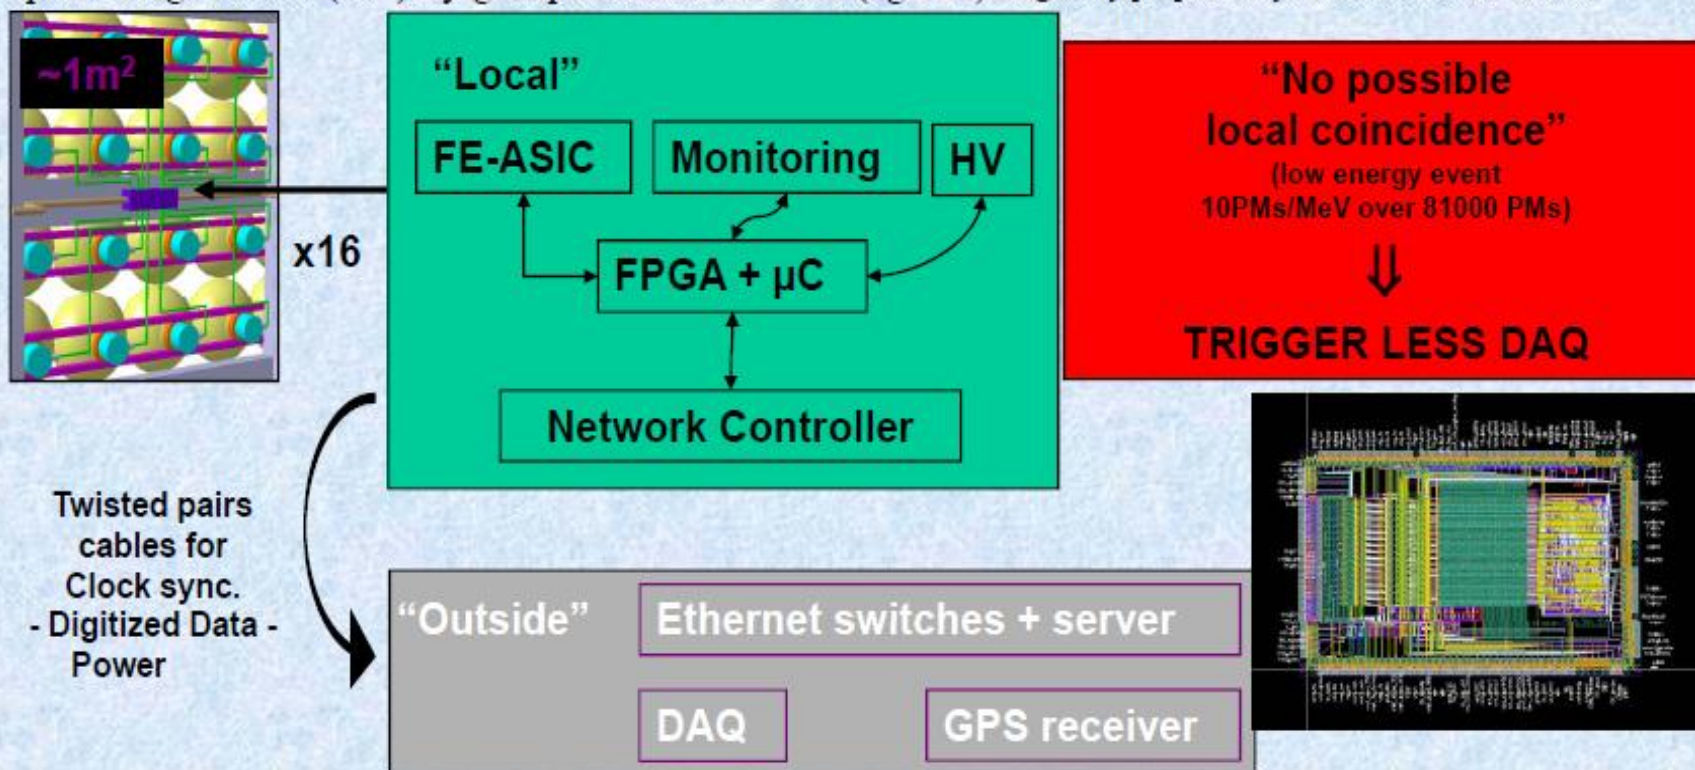 ~1m²
x16
“Local”
FE-ASIC
Monitoring
HV
FPGA + µC
Network Controller
“No possible
local coincidence”
(low energy event
10PMs/MeV over 81000 PMs)
⇓
TRIGGER LESS DAQ
Twisted pairs
cables for
Clock sync.
- Digitized Data -
Power
“Outside”
Ethernet switches + server
DAQ
GPS receiver